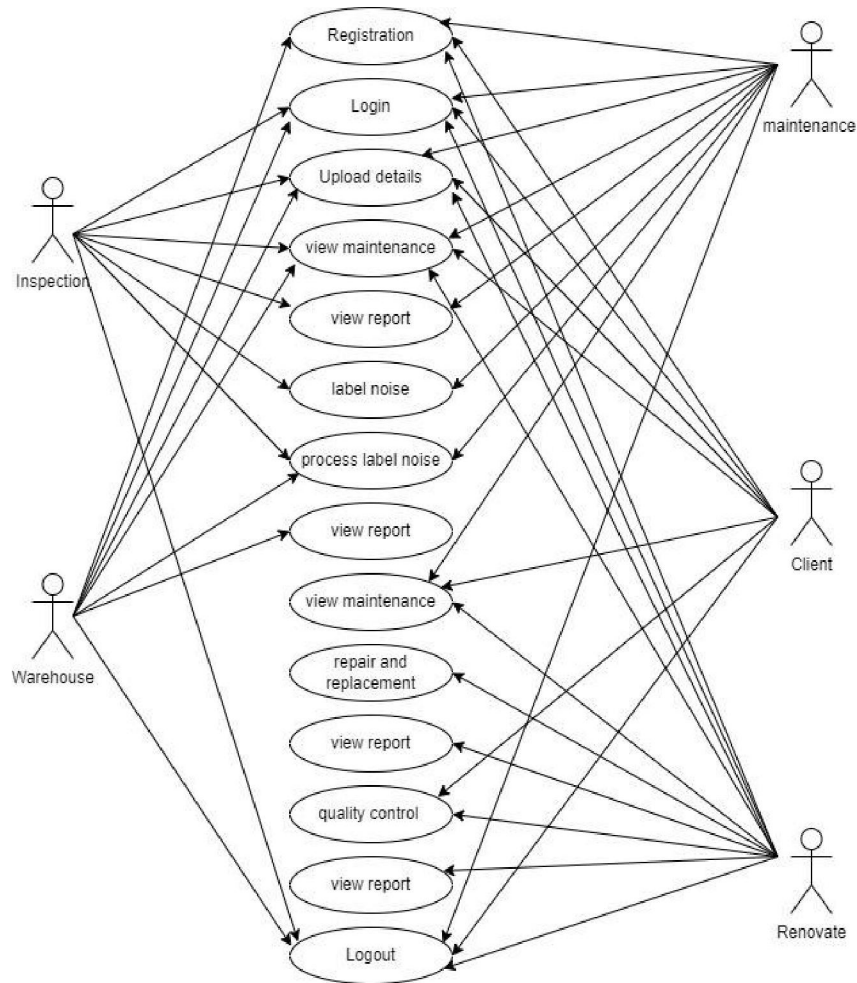 Registration
maintenance
Login
Upload details
Inspection
view maintenance
view report
label noise
process label noise
view report
Client
Warehouse
view maintenance
repair and
replacement
view report
quality control
view report
Renovate
Logout